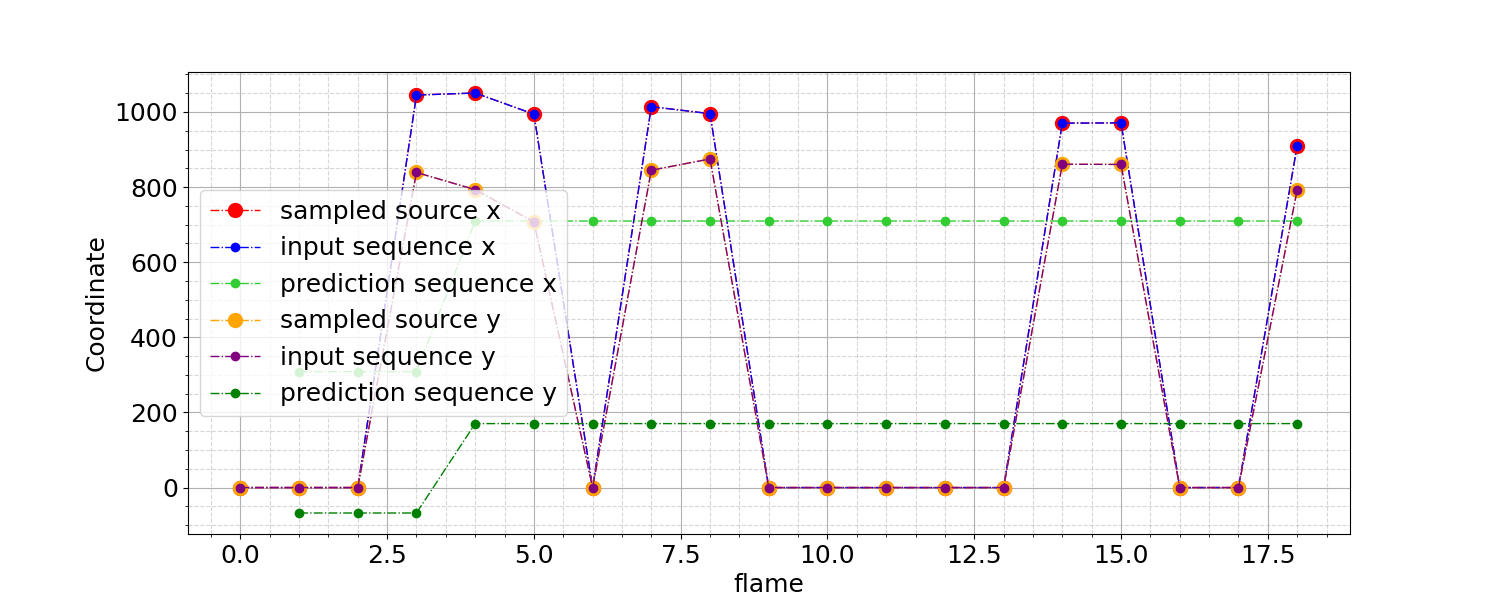 1000
800
600
400
200
0
Coordinate
sampled source x
input sequence x
prediction sequence x
sampled source y
input sequence y
prediction sequence y
0.0 2.5 5.0 7.5 10.0 12.5 15.0 17.5
flame